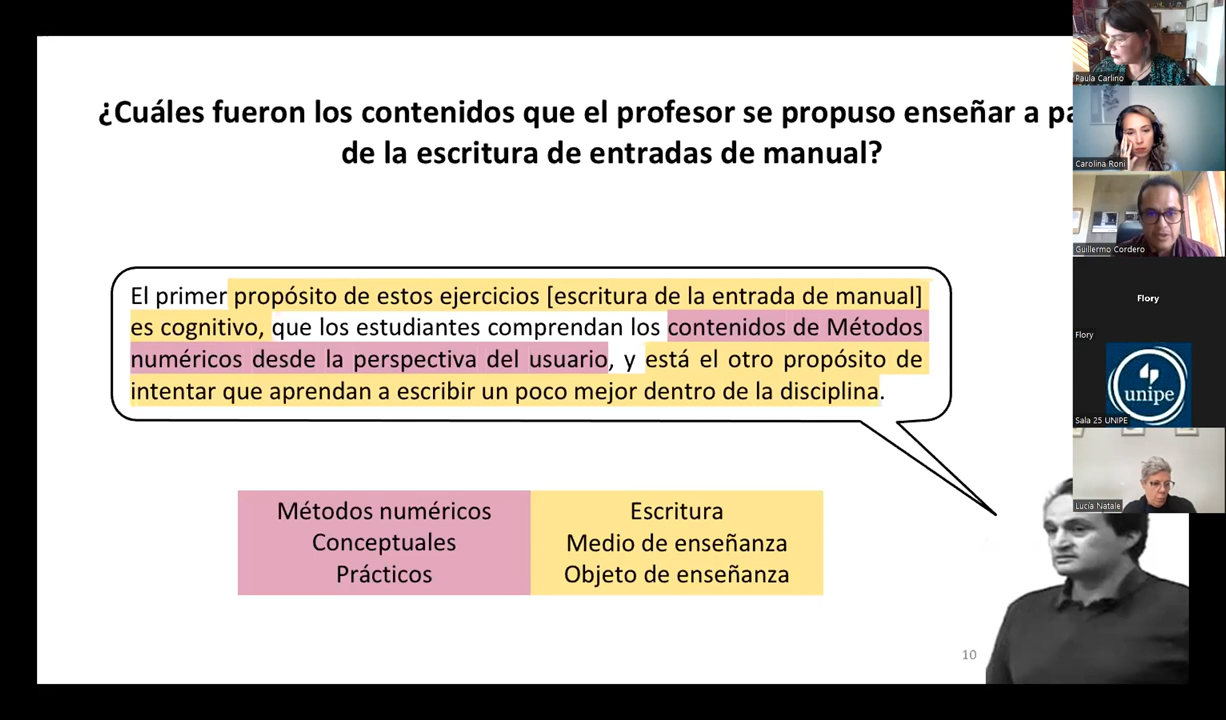 ¿Cuáles fueron los contenidos que el profesor se propuso enseñar a
de la escritura de entradas de manual?
El primer propósito de estos ejercicios [escritura de la entrada de manual]
es cognitivo, que los estudiantes comprendan los contenidos de Métodos
numéricos desde la perspectiva del usuario, y está el otro propósito de
intentar que aprendan a escribir un poco mejor dentro de la disciplina.
Métodos numéricos
Conceptuales
Prácticos
Escritura
Medio de enseñanza
Objeto de enseñanza
10
Paula Carlino
Carolina Roni
Guillermo Cordero
Flory
Flory
unipe
Sala 25 UNIPE
Lucía Natale